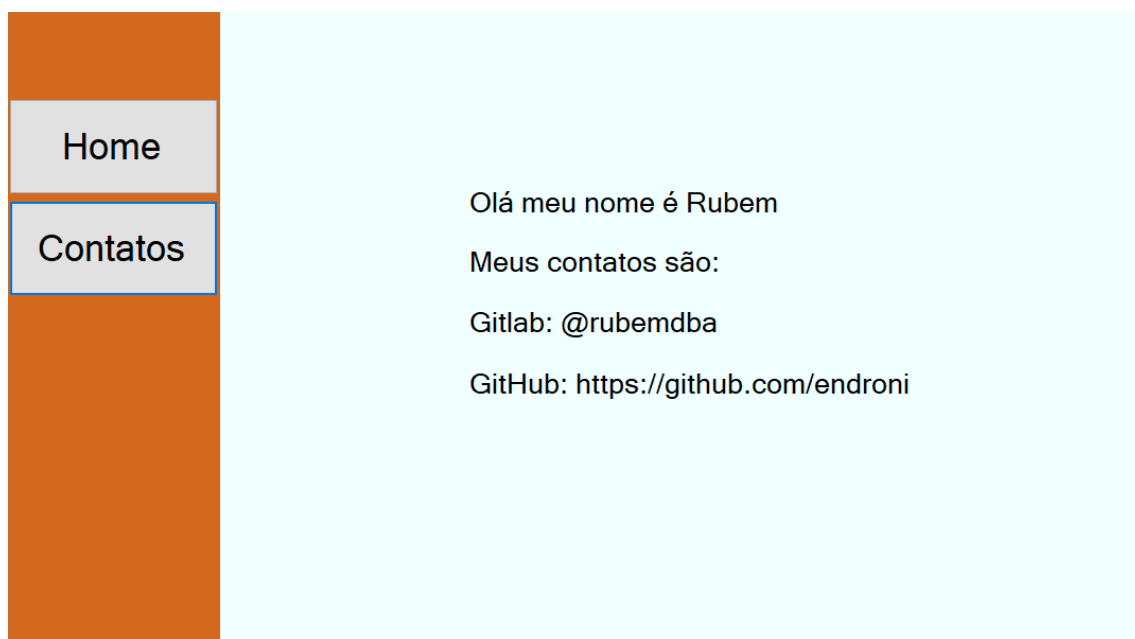 Home
Contatos
Olá meu nome é Rubem
Meus contatos são:
Gitlab: @rubemdba
GitHub: https://github.com/endroni